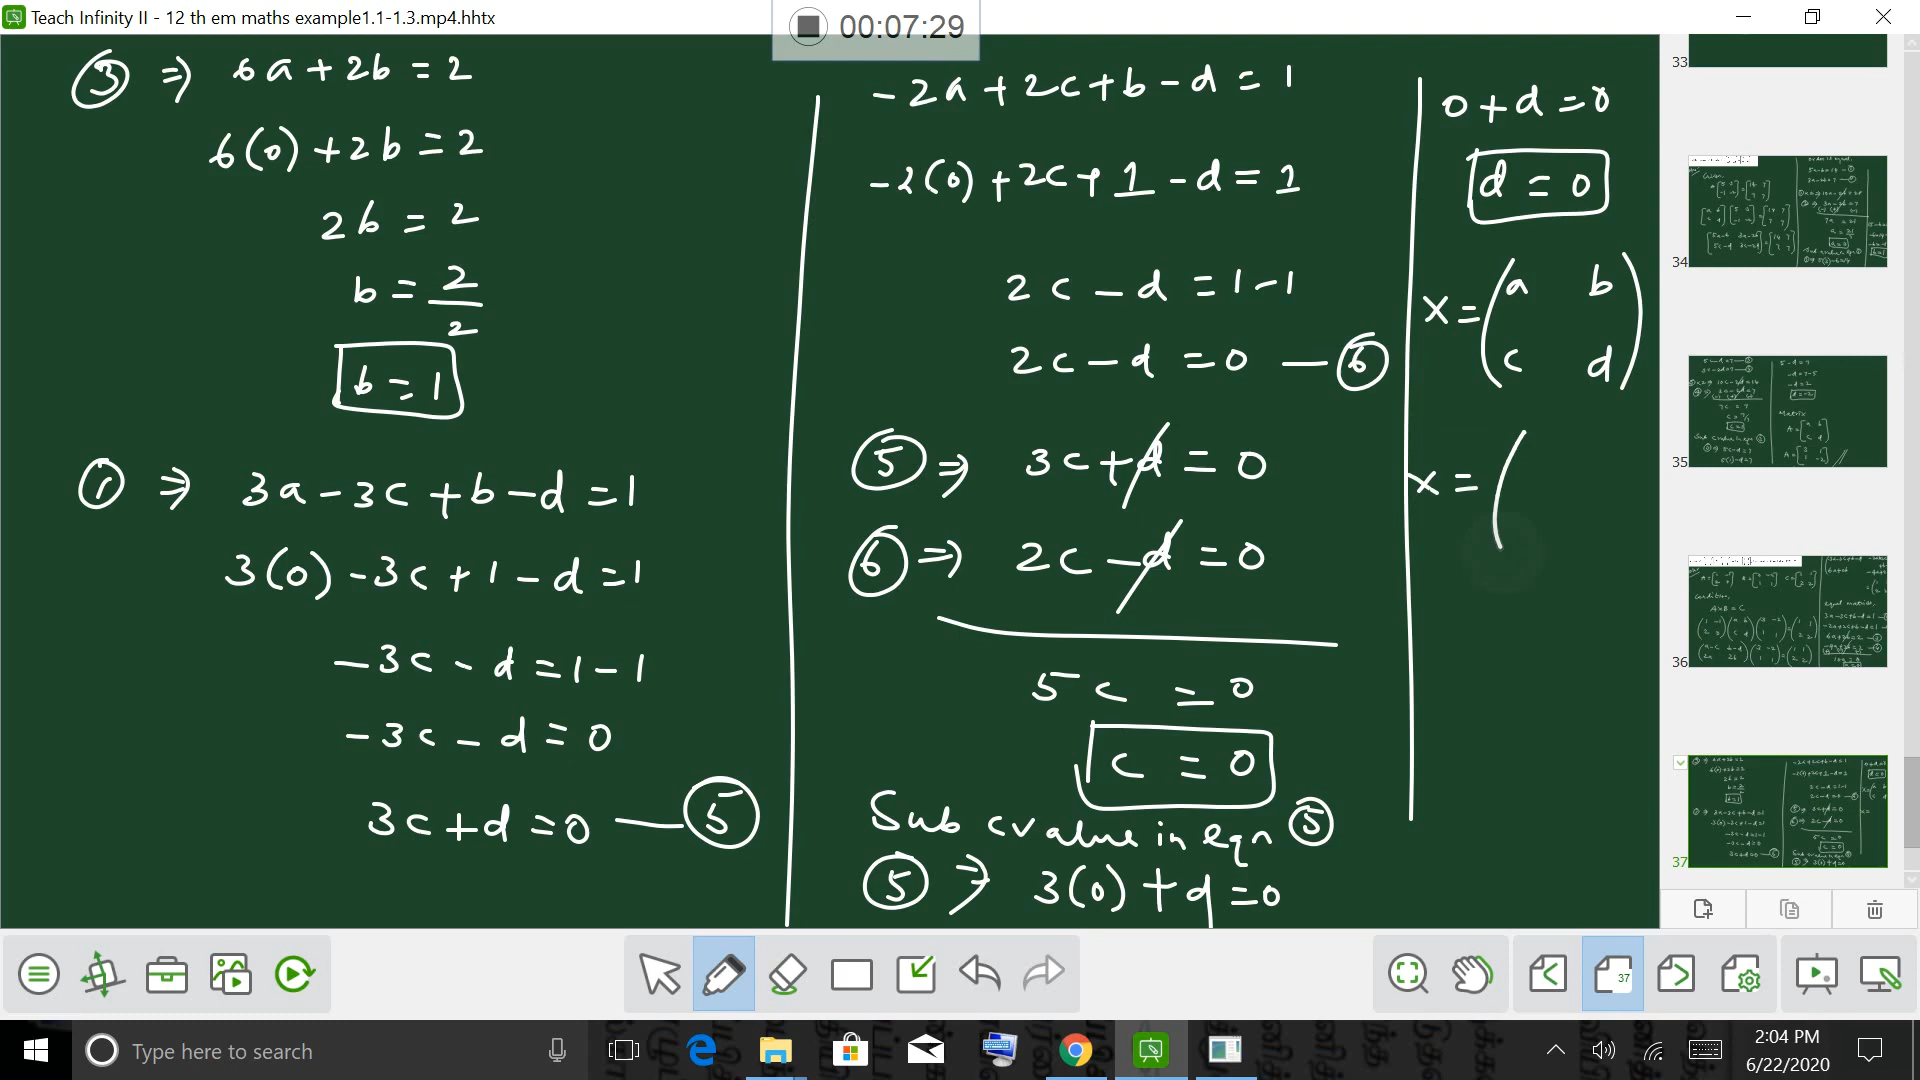 Teach Infinity II - 12 th em maths example1.1-1.3.mp4.hhtx
00:07:29
③ ⇒ 6a + 2b = 2
6(0) + 2b = 2
2b = 2
b = 2/2
b = 1
① ⇒ 3a - 3c + b - d = 1
3(0) - 3c + 1 - d = 1
-3c - d = 1 - 1
-3c - d = 0
3c + d = 0 — ⑤
-2a + 2c + b - d = 1
-2(0) + 2c + 1 - d = 1
2c - d = 1 - 1
2c - d = 0 — ⑥
⑤ ⇒ 3c + d = 0
⑥ ⇒ 2c - d = 0
5c = 0
c = 0
Sub c value in eqn ⑤
⑤ ⇒ 3(0) + d = 0
0 + d = 0
d = 0
X = (a b
c d)
X = (
33
34
35
36
37
37
Type here to search
2:04 PM
6/22/2020